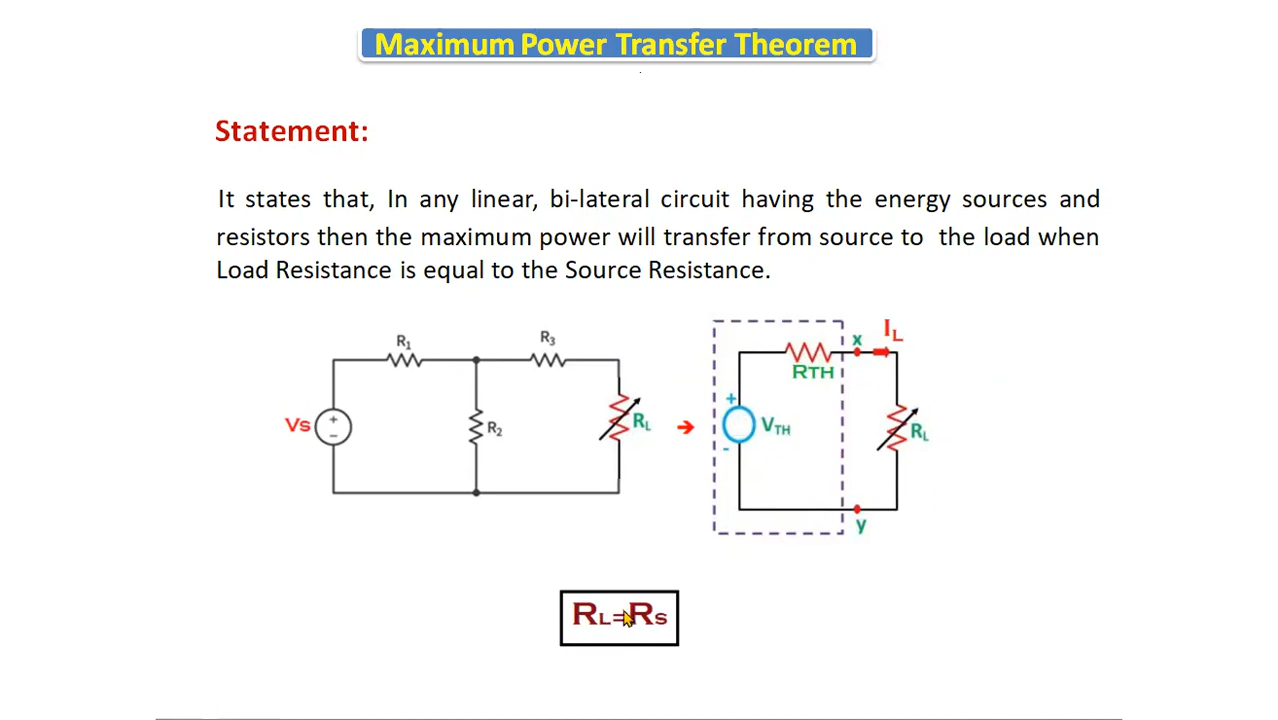 Maximum Power Transfer Theorem
Statement:
It states that, In any linear, bi-lateral circuit having the energy sources and
resistors then the maximum power will transfer from source to the load when
Load Resistance is equal to the Source Resistance.
R1
R3
Vs
+
−
R2
RL
x
IL
RTH
+
VTH
-
RL
y
RL=RS